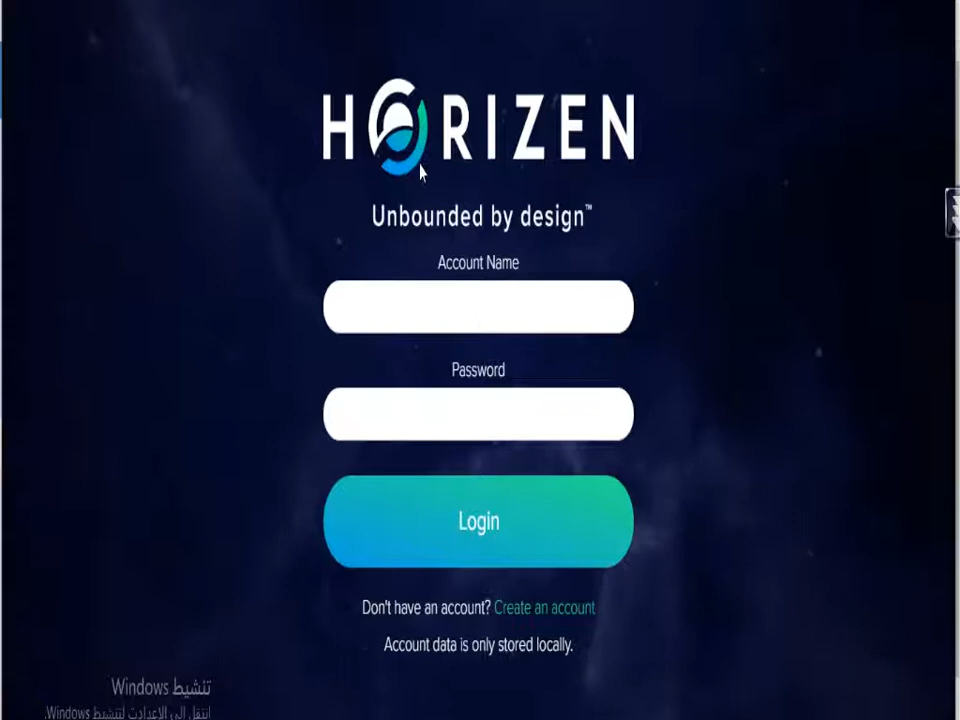 HORIZEN
Unbounded by design™
Account Name
Password
Login
Don't have an account? Create an account
Account data is only stored locally.
تنشيط Windows
انتقل إلى الإعدادت لتنشيط Windows.